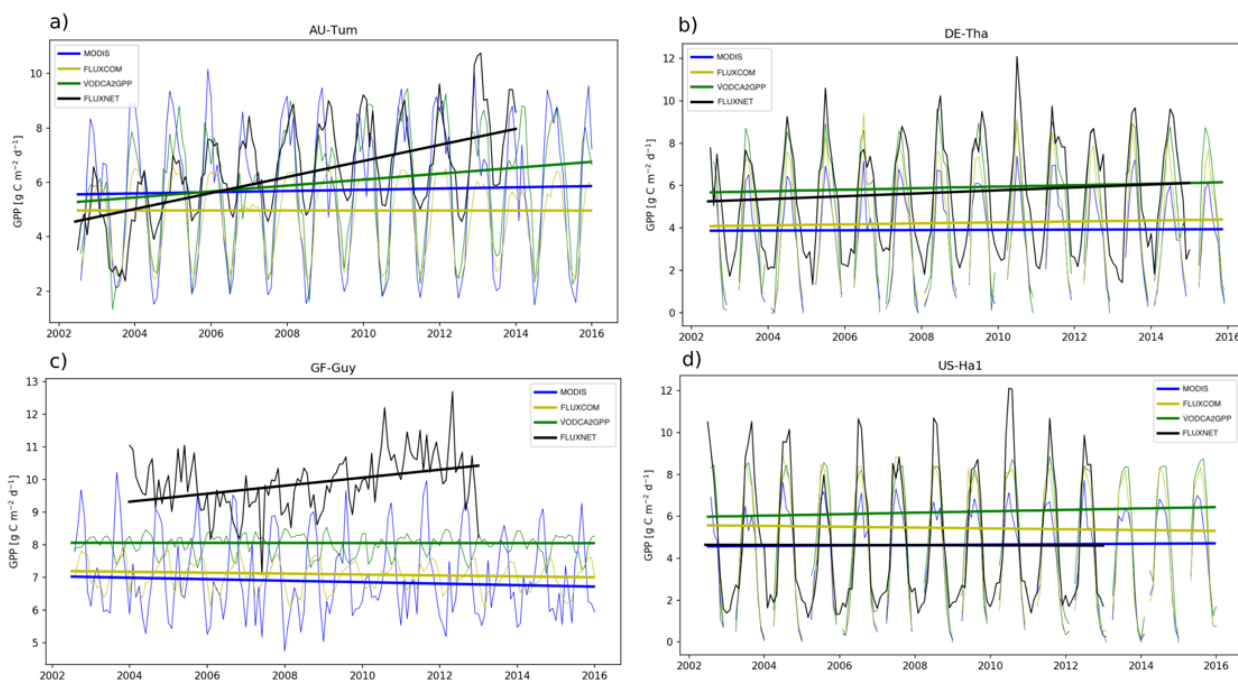 a)
AU-Tum
MODIS
FLUXCOM
VODCA2GPP
FLUXNET
GPP [g C m⁻² d⁻¹]
10
8
6
4
2
2002 2004 2006 2008 2010 2012 2014 2016
b)
DE-Tha
MODIS
FLUXCOM
VODCA2GPP
FLUXNET
GPP [g C m⁻² d⁻¹]
12
10
8
6
4
2
0
2002 2004 2006 2008 2010 2012 2014 2016
c)
GF-Guy
MODIS
FLUXCOM
VODCA2GPP
FLUXNET
GPP [g C m⁻² d⁻¹]
13
12
11
10
9
8
7
6
5
2002 2004 2006 2008 2010 2012 2014 2016
d)
US-Ha1
MODIS
FLUXCOM
VODCA2GPP
FLUXNET
GPP [g C m⁻² d⁻¹]
12
10
8
6
4
2
0
2002 2004 2006 2008 2010 2012 2014 2016